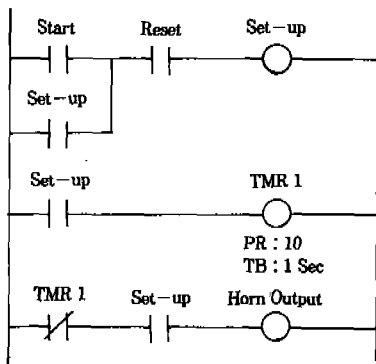 Start Reset Set-up
Set-up
Set-up TMR 1
PR : 10
TB : 1 Sec
TMR 1 Set-up Horn Output